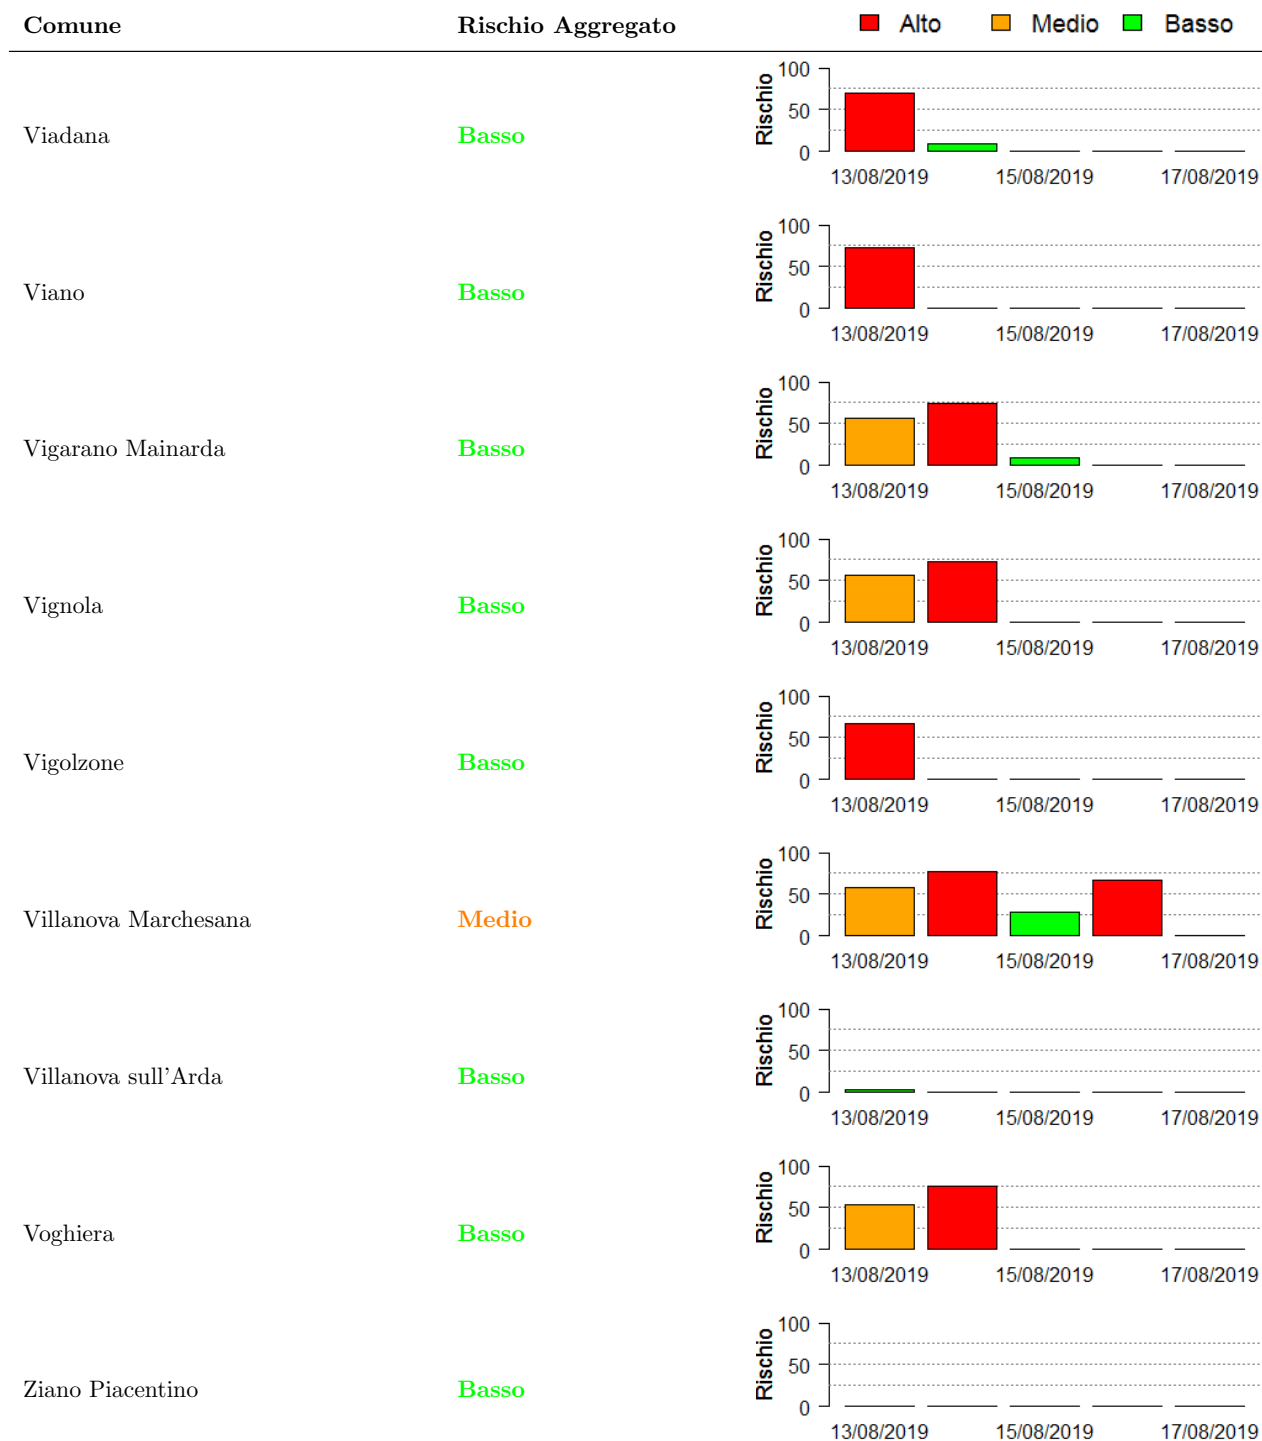 Comune Rischio Aggregato Alto Medio Basso
100
Rischio
50
Viadana Basso
0
13/08/2019 15/08/2019 17/08/2019
100
Rischio
50
Viano Basso
0
13/08/2019 15/08/2019 17/08/2019
100
Rischio
50
Vigarano Mainarda Basso
0
13/08/2019 15/08/2019 17/08/2019
100
Rischio
50
Vignola Basso
0
13/08/2019 15/08/2019 17/08/2019
100
Rischio
50
Vigolzone Basso
0
13/08/2019 15/08/2019 17/08/2019
100
Rischio
50
Villanova Marchesana Medio
0
13/08/2019 15/08/2019 17/08/2019
100
Rischio
50
Villanova sull'Arda Basso
0
13/08/2019 15/08/2019 17/08/2019
100
Rischio
50
Voghiera Basso
0
13/08/2019 15/08/2019 17/08/2019
100
Rischio
50
Ziano Piacentino Basso
0
13/08/2019 15/08/2019 17/08/2019